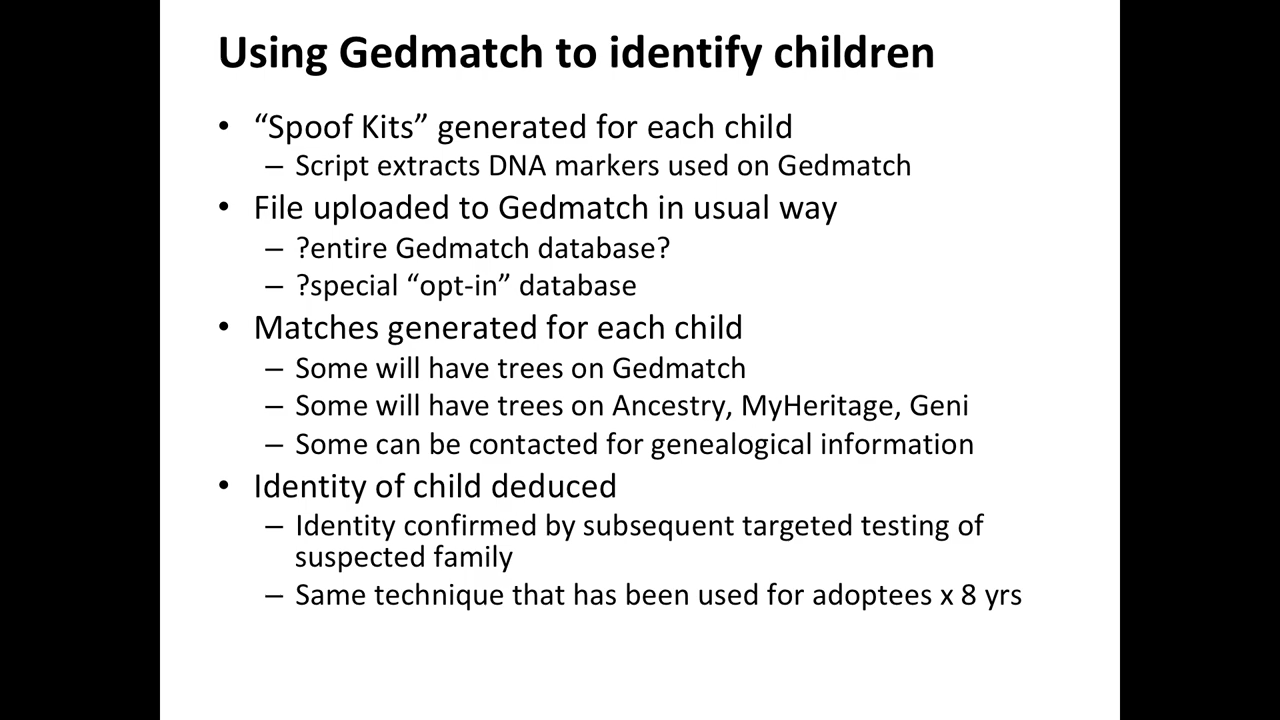 Using Gedmatch to identify children
• “Spoof Kits” generated for each child
– Script extracts DNA markers used on Gedmatch
• File uploaded to Gedmatch in usual way
– ?entire Gedmatch database?
– ?special “opt-in” database
• Matches generated for each child
– Some will have trees on Gedmatch
– Some will have trees on Ancestry, MyHeritage, Geni
– Some can be contacted for genealogical information
• Identity of child deduced
– Identity confirmed by subsequent targeted testing of
suspected family
– Same technique that has been used for adoptees x 8 yrs